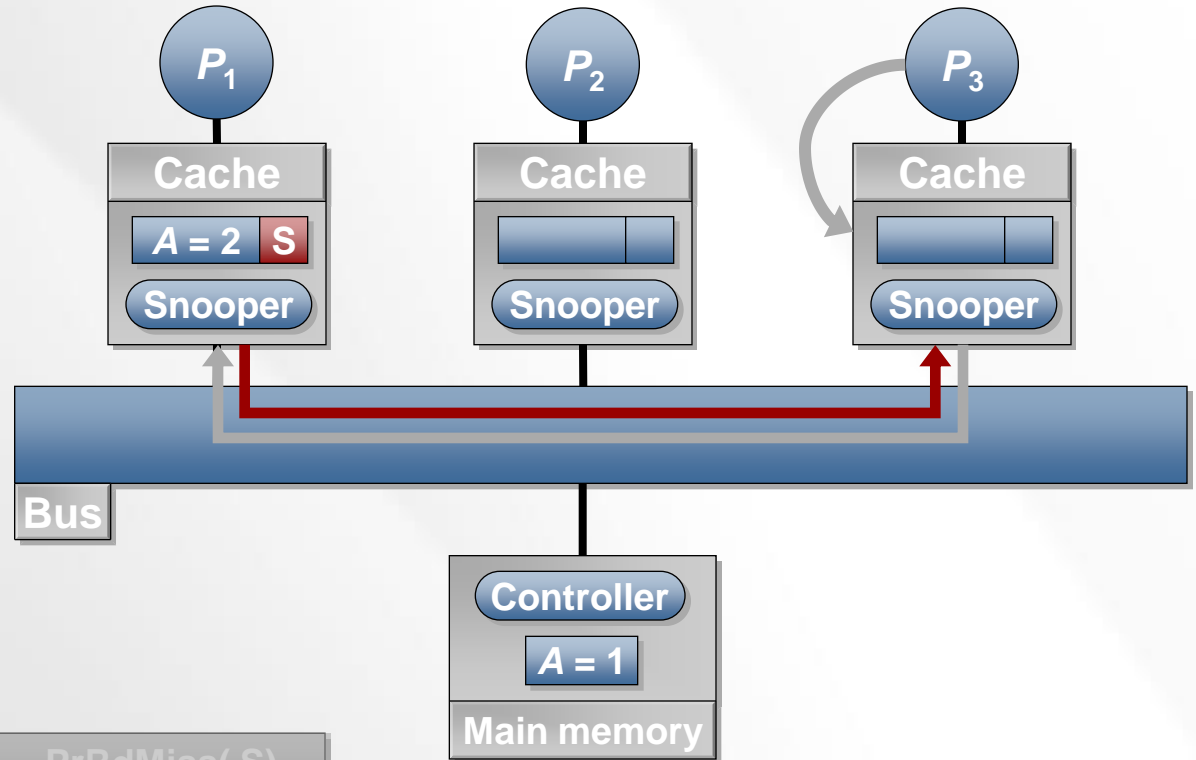 P1
P2
P3
Cache
Cache
Cache
A = 2 S
Snooper
Snooper
Snooper
Bus
Controller
A = 1
Main memory